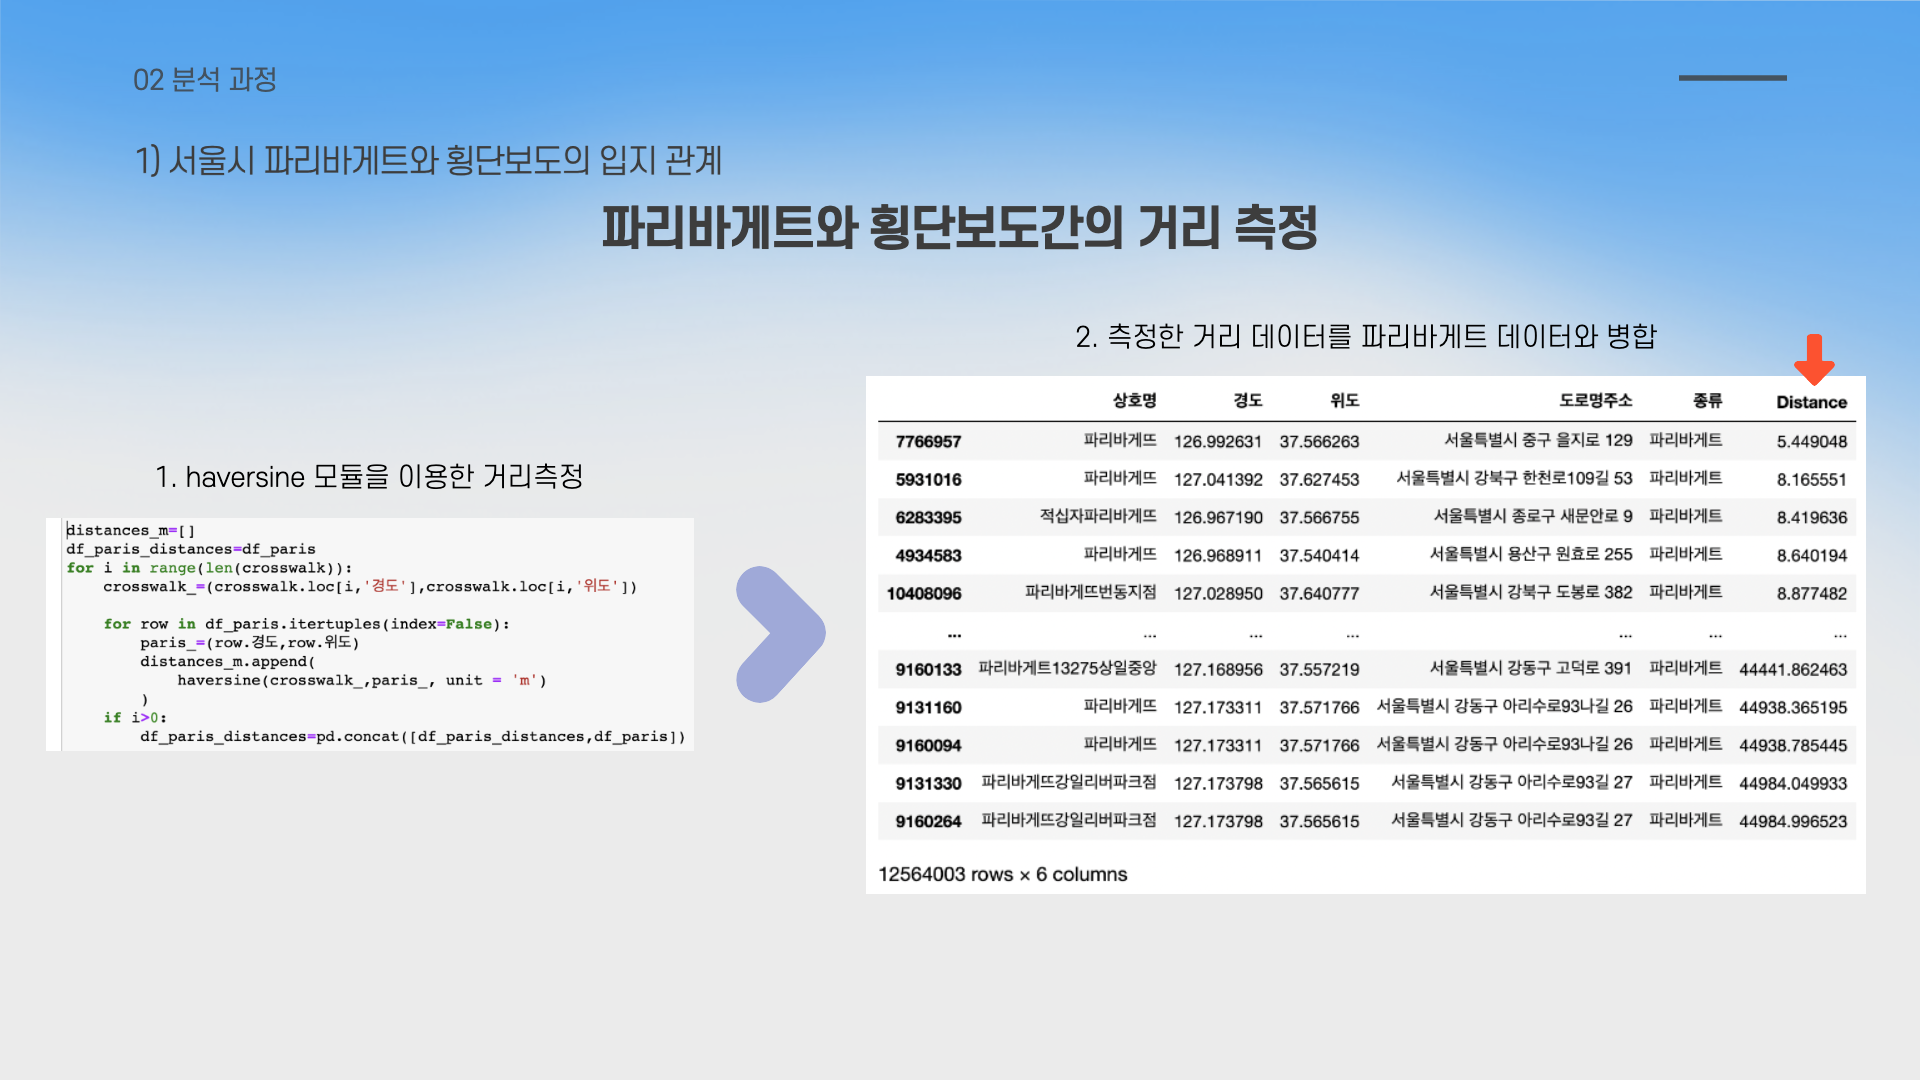 02 분석 과정
1) 서울시 파리바게트와 횡단보도의 입지 관계
파리바게트와 횡단보도간의 거리 측정
1. haversine 모듈을 이용한 거리측정
distances_m=[]
df_paris_distances=df_paris
for i in range(len(crosswalk)):
    crosswalk_=(crosswalk.loc[i,'경도'],crosswalk.loc[i,'위도'])
    for row in df_paris.itertuples(index=False):
        paris_=(row.경도,row.위도)
        distances_m.append(
            haversine(crosswalk_,paris_, unit = 'm')
        )
    if i>0:
        df_paris_distances=pd.concat([df_paris_distances,df_paris])
2. 측정한 거리 데이터를 파리바게트 데이터와 병합
상호명 경도 위도 도로명주소 종류 Distance
7766957 파리바게뜨 126.992631 37.566263 서울특별시 중구 을지로 129 파리바게트 5.449048
5931016 파리바게뜨 127.041392 37.627453 서울특별시 강북구 한천로109길 53 파리바게트 8.165551
6283395 적십자파리바게뜨 126.967190 37.566755 서울특별시 종로구 새문안로 9 파리바게트 8.419636
4934583 파리바게뜨 126.968911 37.540414 서울특별시 용산구 원효로 255 파리바게트 8.640194
10408096 파리바게뜨번동지점 127.028950 37.640777 서울특별시 강북구 도봉로 382 파리바게트 8.877482
... ... ... ... ... ... ...
9160133 파리바게트13275상일중앙 127.168956 37.557219 서울특별시 강동구 고덕로 391 파리바게트 44441.862463
9131160 파리바게뜨 127.173311 37.571766 서울특별시 강동구 아리수로93나길 26 파리바게트 44938.365195
9160094 파리바게뜨 127.173311 37.571766 서울특별시 강동구 아리수로93나길 26 파리바게트 44938.785445
9131330 파리바게뜨강일리버파크점 127.173798 37.565615 서울특별시 강동구 아리수로93길 27 파리바게트 44984.049933
9160264 파리바게뜨강일리버파크점 127.173798 37.565615 서울특별시 강동구 아리수로93길 27 파리바게트 44984.996523
12564003 rows × 6 columns